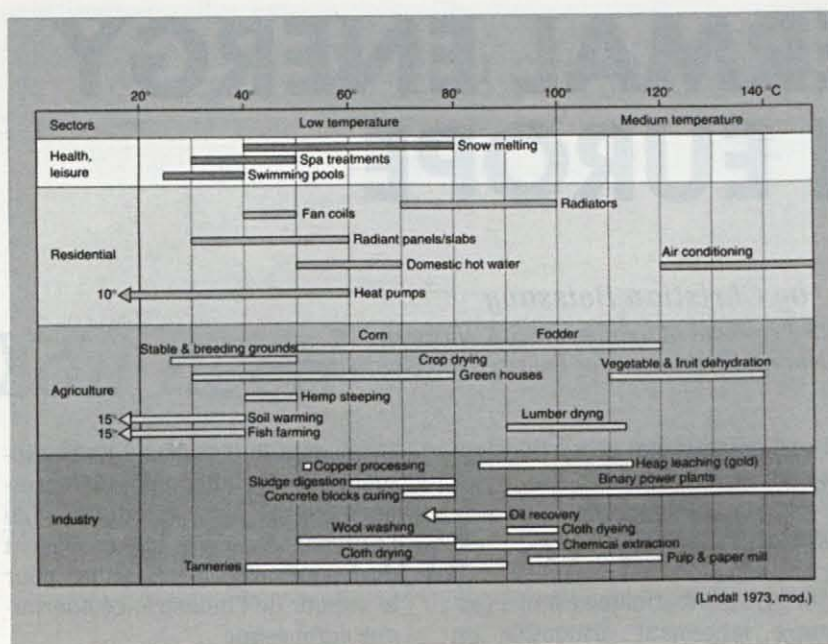 20° 40° 60° 80° 100° 120° 140°C
Sectors Low temperature Medium temperature
Health,
leisure
Snow melting
Spa treatments
Swimming pools
Residential
Radiators
Fan coils
Radiant panels/slabs
Air conditioning
Domestic hot water
10° Heat pumps
Agriculture
Corn Fodder
Stable & breeding grounds Crop drying Vegetable & fruit dehydration
Green houses
Hemp steeping
15° Soil warming Lumber dryng
15° Fish farming
Industry
Copper processing Heap leaching (gold)
Sludge digestion Binary power plants
Concrete blocks curing
Oil recovery
Wool washing Cloth dyeing
Chemical extraction
Cloth drying Pulp & paper mill
Tanneries
(Lindall 1973, mod.)